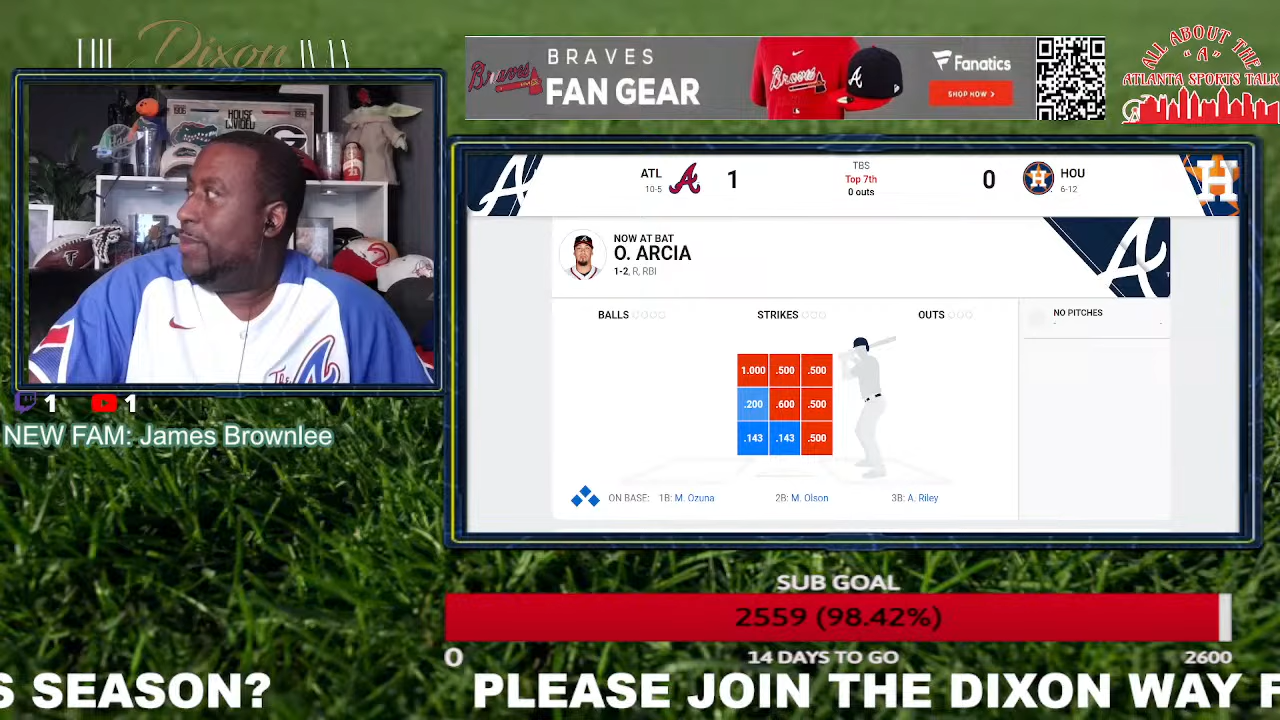 Dixon
HOUSE
DIVIDED
BRAVES
FAN GEAR
Braves
Braves
Fanatics
SHOP NOW >
ALL ABOUT THE
"A"
ATLANTA SPORTS TALK
ATL
10-5
1
TBS
Top 7th
0 outs
0
HOU
6-12
NOW AT BAT
O. ARCIA
1-2, R, RBI
BALLS
STRIKES
OUTS
NO PITCHES
-
-
1.000 .500 .500
.200 .600 .500
.143 .143 .500
ON BASE: 1B: M. Ozuna 2B: M. Olson 3B: A. Riley
1 1
NEW FAM: James Brownlee
SUB GOAL
2559 (98.42%)
0 14 DAYS TO GO 2600
S SEASON? PLEASE JOIN THE DIXON WAY F